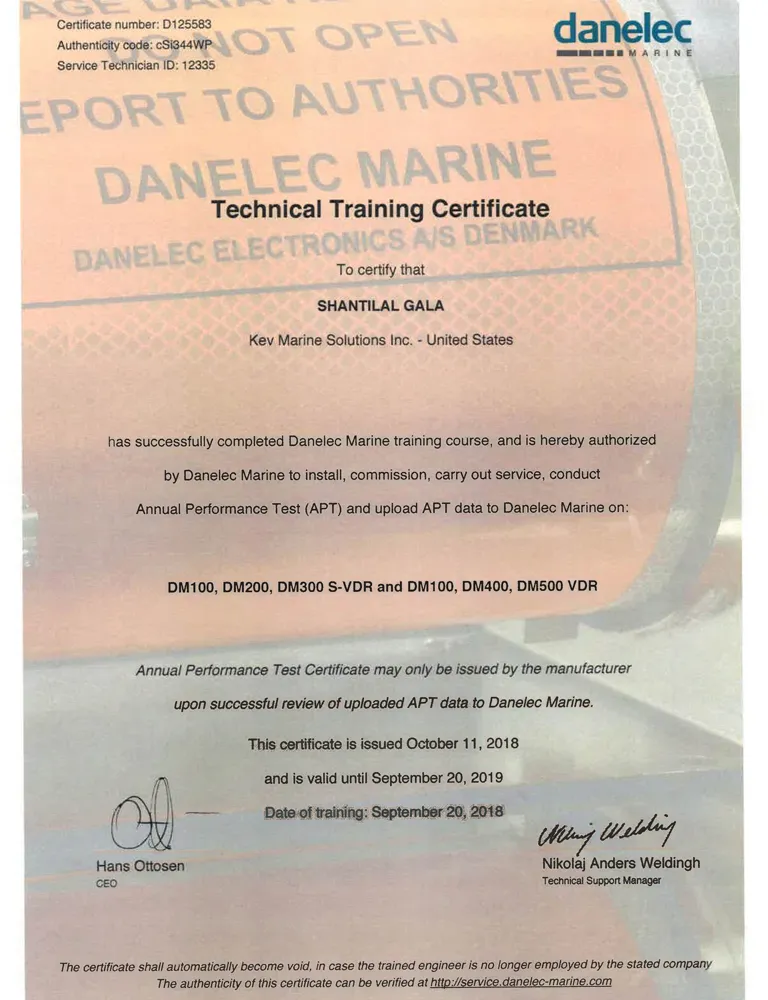 Certificate number: D125583
Authenticity code: cSi344WP
Service Technician ID: 12335
danelec
MARINE
DO NOT OPEN
EPORT TO AUTHORITIES
DANELEC MARINE
Technical Training Certificate
DANELEC ELECTRONICS A/S DENMARK
To certify that
SHANTILAL GALA
Kev Marine Solutions Inc. - United States
has successfully completed Danelec Marine training course, and is hereby authorized
by Danelec Marine to install, commission, carry out service, conduct
Annual Performance Test (APT) and upload APT data to Danelec Marine on:
DM100, DM200, DM300 S-VDR and DM100, DM400, DM500 VDR
Annual Performance Test Certificate may only be issued by the manufacturer
upon successful review of uploaded APT data to Danelec Marine.
This certificate is issued October 11, 2018
and is valid until September 20, 2019
Date of training: September 20, 2018
Hans Ottosen
CEO
Nikolaj Anders Weldingh
Technical Support Manager
The certificate shall automatically become void, in case the trained engineer is no longer employed by the stated company
The authenticity of this certificate can be verified at http://service.danelec-marine.com